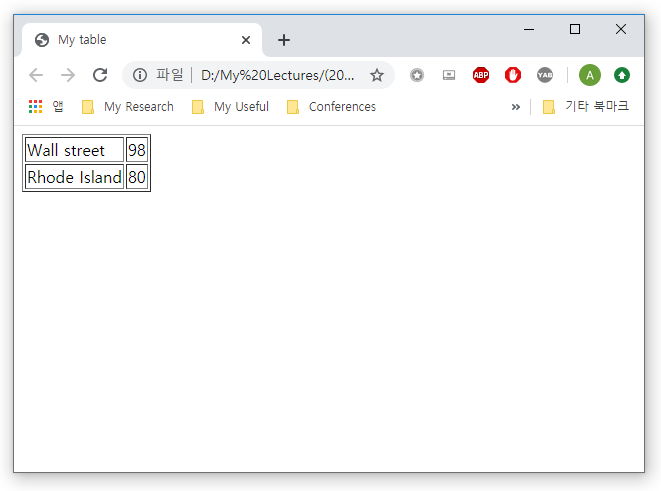 My table
파일 D:/My%20Lectures/(20...
ABP YAB A
앱 My Research My Useful Conferences » 기타 북마크
Wall street 98
Rhode Island 80